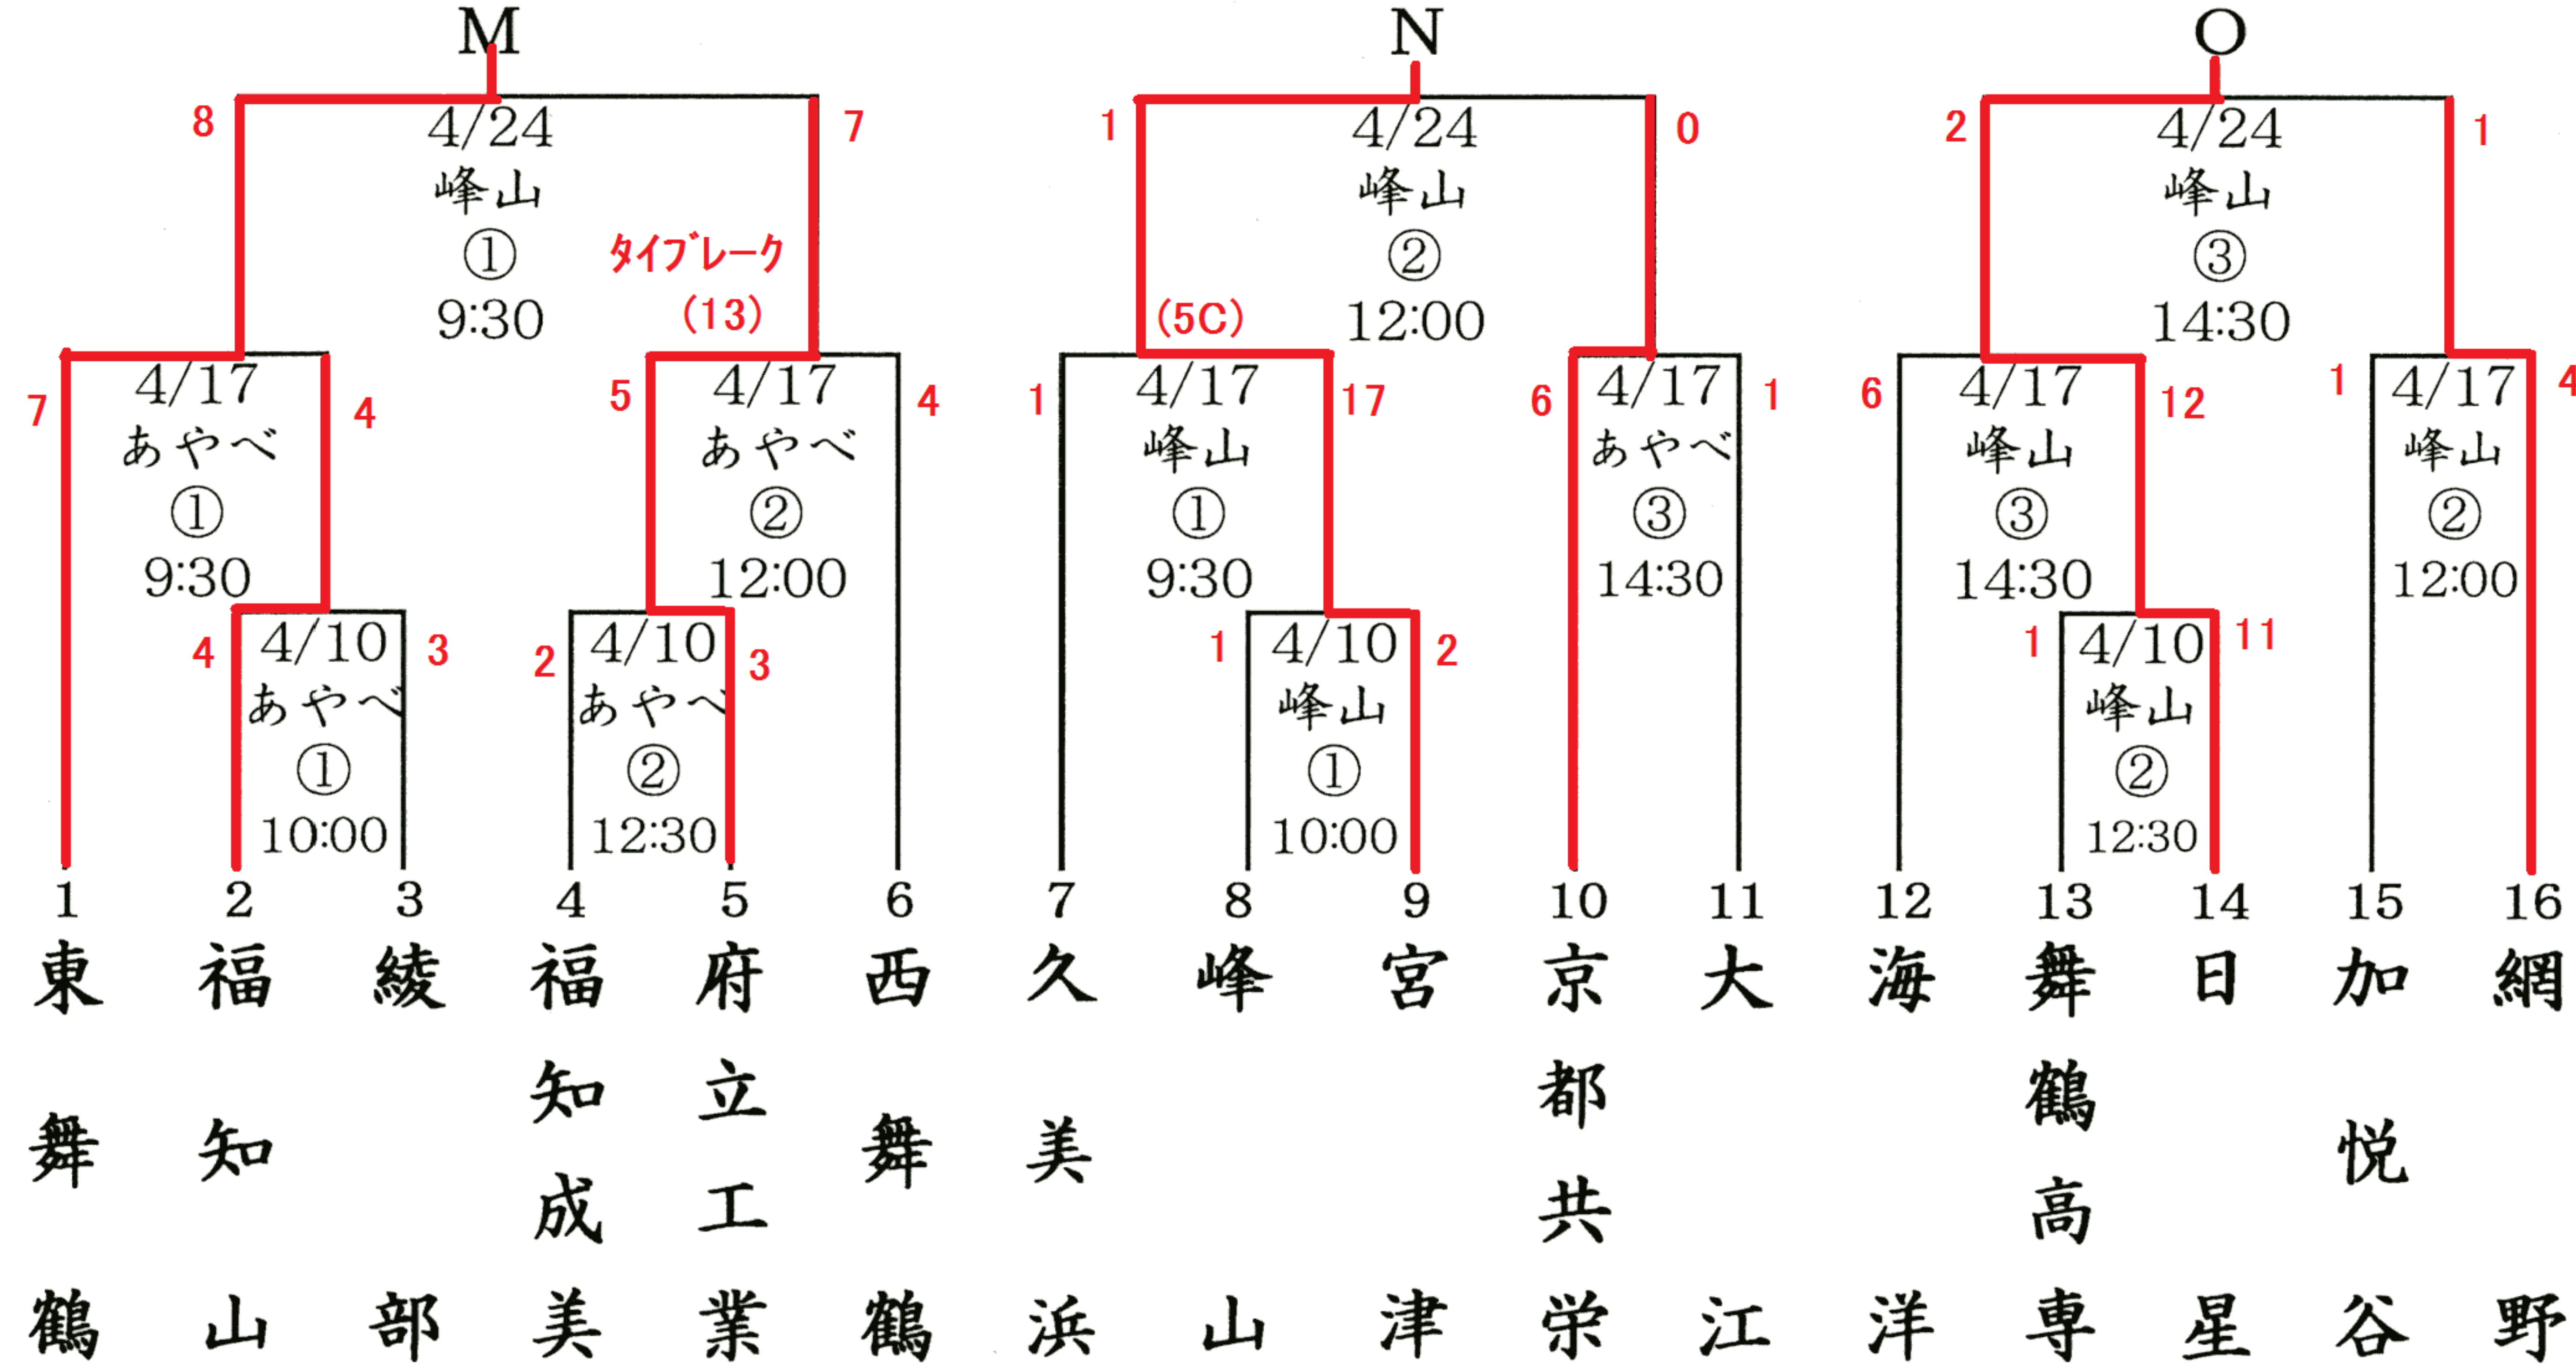 M N O
8 7 1 0 2 1
4/24 4/24 4/24
峰山 峰山 峰山
① ② ③
9:30 12:00 14:30
ﾀｲﾌﾞﾚｰｸ
(13) (5C)
7 4 5 4 1 17 6 1 6 12 1 4
4/17 4/17 4/17 4/17 4/17 4/17
あやべ あやべ 峰山 あやべ 峰山 峰山
① ② ① ③ ③ ②
9:30 12:00 9:30 14:30 14:30 12:00
4 3 2 3 1 2 1 11
4/10 4/10 4/10 4/10
あやべ あやべ 峰山 峰山
① ② ① ②
10:00 12:30 10:00 12:30
1 2 3 4 5 6 7 8 9 10 11 12 13 14 15 16
東舞鶴
福知山
綾部
福知成美
府立工業
西舞鶴
久美浜
峰山
宮津
京都共栄
大江
海洋
舞鶴高専
日星
加悦谷
網野